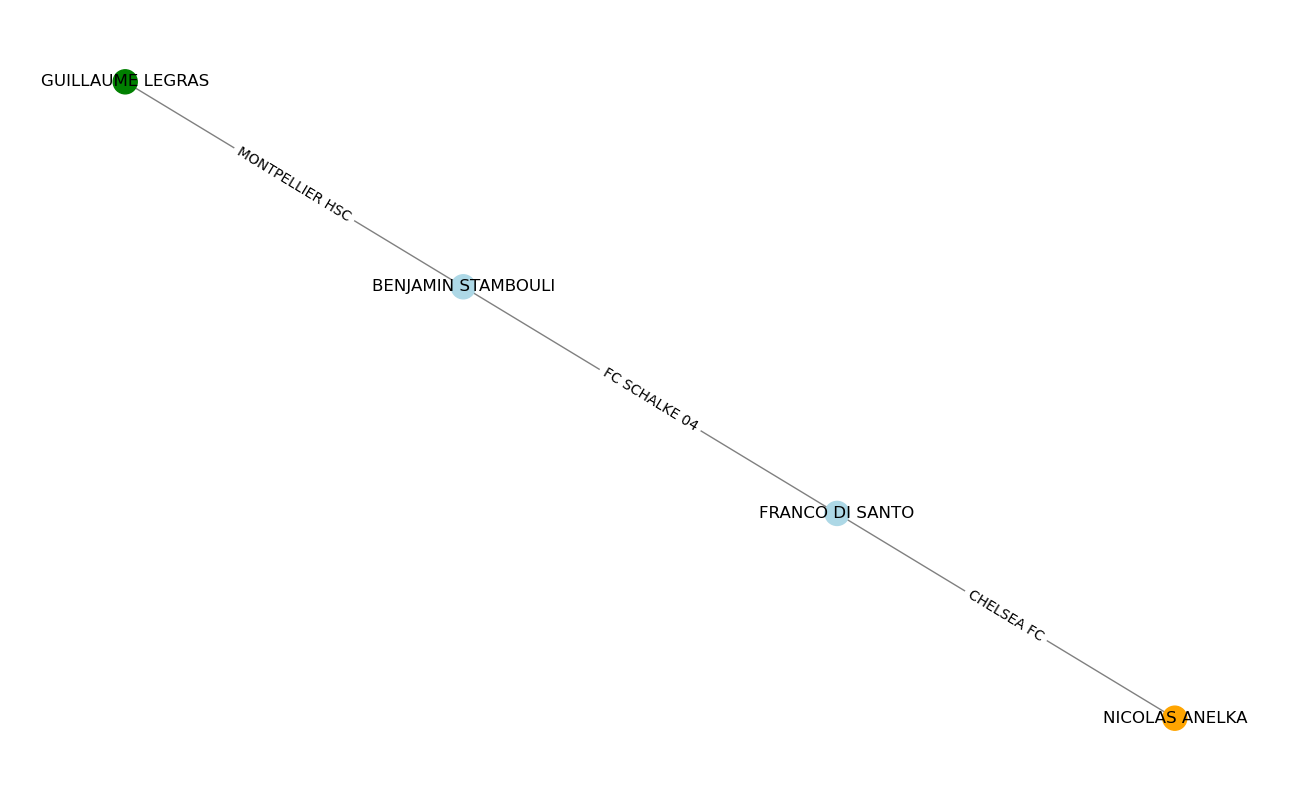 GUILLAUME LEGRAS
MONTPELLIER HSC
BENJAMIN STAMBOULI
FC SCHALKE 04
FRANCO DI SANTO
CHELSEA FC
NICOLAS ANELKA